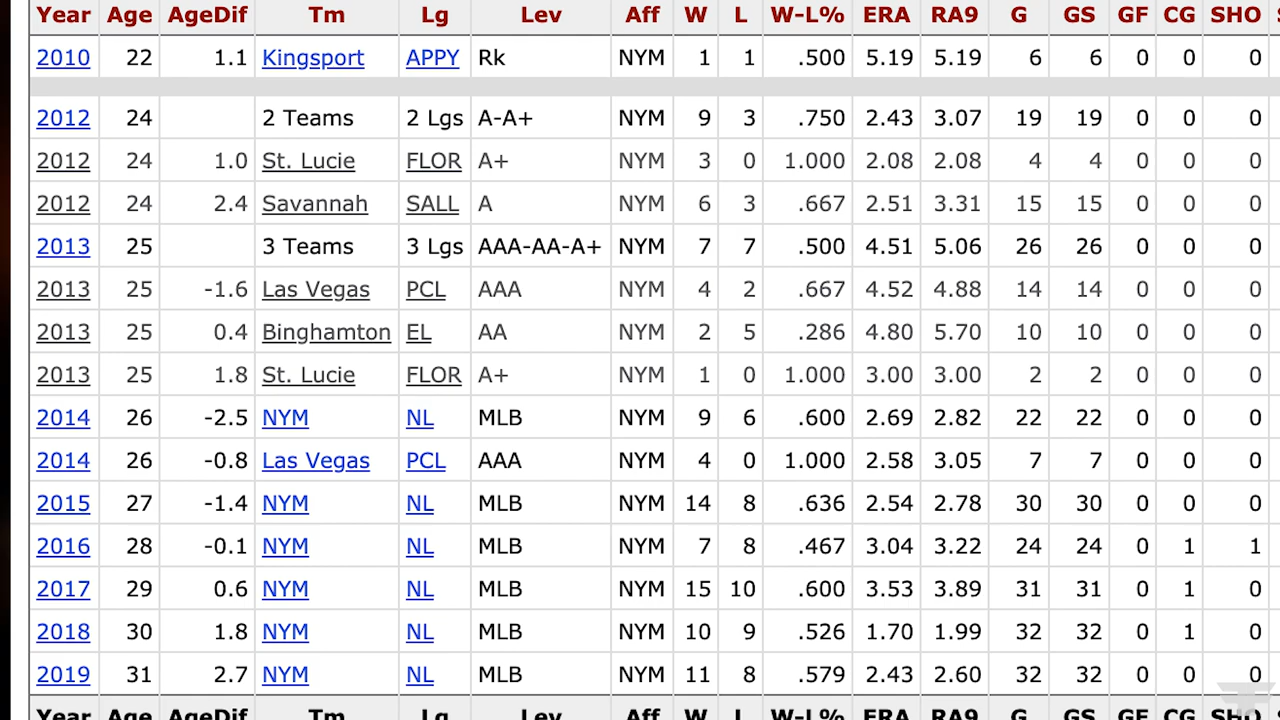 Year Age AgeDif Tm Lg Lev Aff W L W-L% ERA RA9 G GS GF CG SHO
2010 22 1.1 Kingsport APPY Rk NYM 1 1 .500 5.19 5.19 6 6 0 0 0
2012 24 2 Teams 2 Lgs A-A+ NYM 9 3 .750 2.43 3.07 19 19 0 0 0
2012 24 1.0 St. Lucie FLOR A+ NYM 3 0 1.000 2.08 2.08 4 4 0 0 0
2012 24 2.4 Savannah SALL A NYM 6 3 .667 2.51 3.31 15 15 0 0 0
2013 25 3 Teams 3 Lgs AAA-AA-A+ NYM 7 7 .500 4.51 5.06 26 26 0 0 0
2013 25 -1.6 Las Vegas PCL AAA NYM 4 2 .667 4.52 4.88 14 14 0 0 0
2013 25 0.4 Binghamton EL AA NYM 2 5 .286 4.80 5.70 10 10 0 0 0
2013 25 1.8 St. Lucie FLOR A+ NYM 1 0 1.000 3.00 3.00 2 2 0 0 0
2014 26 -2.5 NYM NL MLB NYM 9 6 .600 2.69 2.82 22 22 0 0 0
2014 26 -0.8 Las Vegas PCL AAA NYM 4 0 1.000 2.58 3.05 7 7 0 0 0
2015 27 -1.4 NYM NL MLB NYM 14 8 .636 2.54 2.78 30 30 0 0 0
2016 28 -0.1 NYM NL MLB NYM 7 8 .467 3.04 3.22 24 24 0 1 1
2017 29 0.6 NYM NL MLB NYM 15 10 .600 3.53 3.89 31 31 0 1 0
2018 30 1.8 NYM NL MLB NYM 10 9 .526 1.70 1.99 32 32 0 1 0
2019 31 2.7 NYM NL MLB NYM 11 8 .579 2.43 2.60 32 32 0 0 0
Year Age AgeDif Tm Lg Lev Aff W L W-L% ERA RA9 G GS GF CG SHO